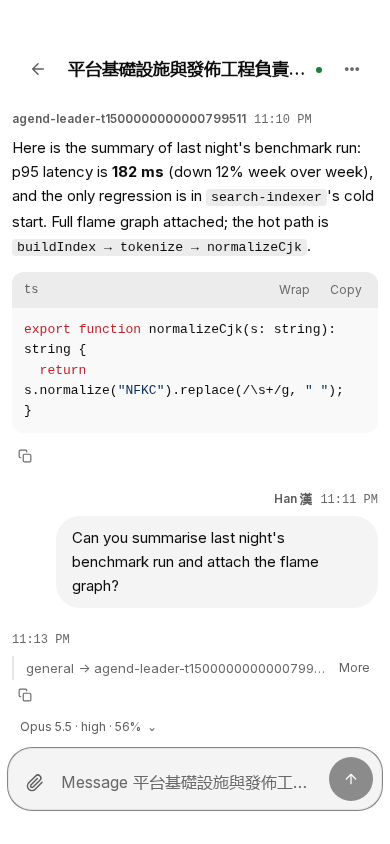 平台基礎設施與發佈工程負責…
agend-leader-t1500000000000799511 11:10 PM
Here is the summary of last night's benchmark run:
p95 latency is 182 ms (down 12% week over week),
and the only regression is in search-indexer's cold
start. Full flame graph attached; the hot path is
buildIndex → tokenize → normalizeCjk.
ts Wrap Copy
export function normalizeCjk(s: string):
string {
return
s.normalize("NFKC").replace(/\s+/g, " ");
}
Han 漢 11:11 PM
Can you summarise last night's
benchmark run and attach the flame
graph?
11:13 PM
general → agend-leader-t1500000000000799… More
Opus 5.5 · high · 56%
Message 平台基礎設施與發佈工…